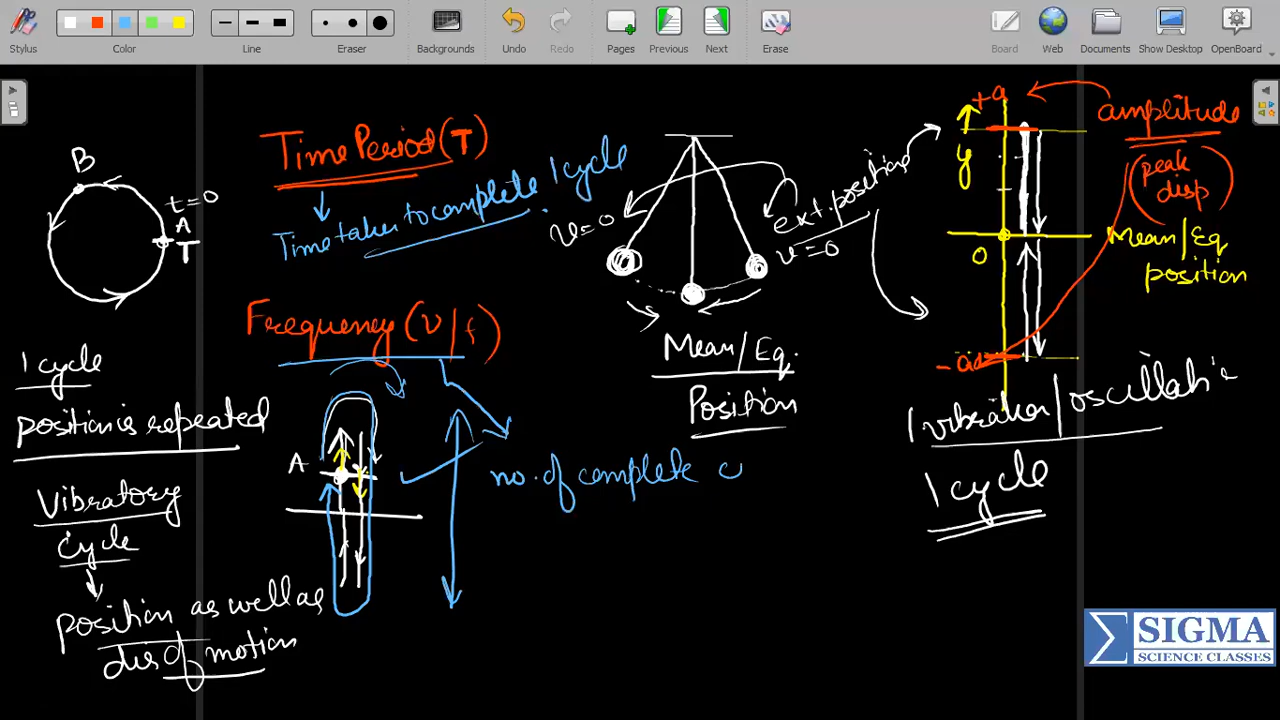 Stylus
Color
Line
Eraser
Backgrounds
Undo
Redo
Pages
Previous
Next
Erase
Board
Web
Documents
Show Desktop
OpenBoard
B
t=0
A
T
1 cycle
position is repeated
Vibratory
Cycle
position as well as
of motion
Time Period (T)
Time taken to complete 1 cycle
Frequency (ν/f)
A
no. of complete c
v=0
ext. positions
v=0
Mean/Eq.
Position
+a
y
O
-a
amplitude
(peak
disp)
Mean/Eq
position
1 vibration/oscillation
1 cycle
Σ SIGMA
SCIENCE CLASSES